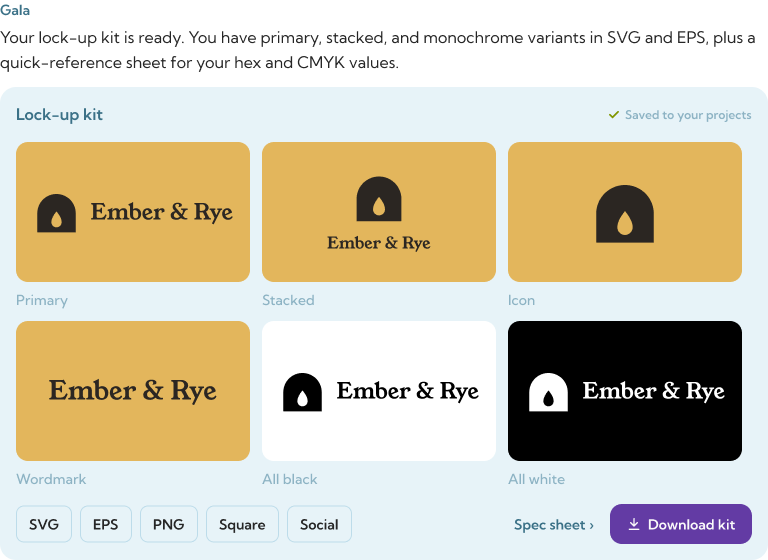 Gala
Your lock-up kit is ready. You have primary, stacked, and monochrome variants in SVG and EPS, plus a
quick-reference sheet for your hex and CMYK values.
Lock-up kit
Saved to your projects
Ember & Rye
Ember & Rye
Primary
Stacked
Icon
Ember & Rye
Ember & Rye
Ember & Rye
Wordmark
All black
All white
SVG
EPS
PNG
Square
Social
Spec sheet ›
Download kit